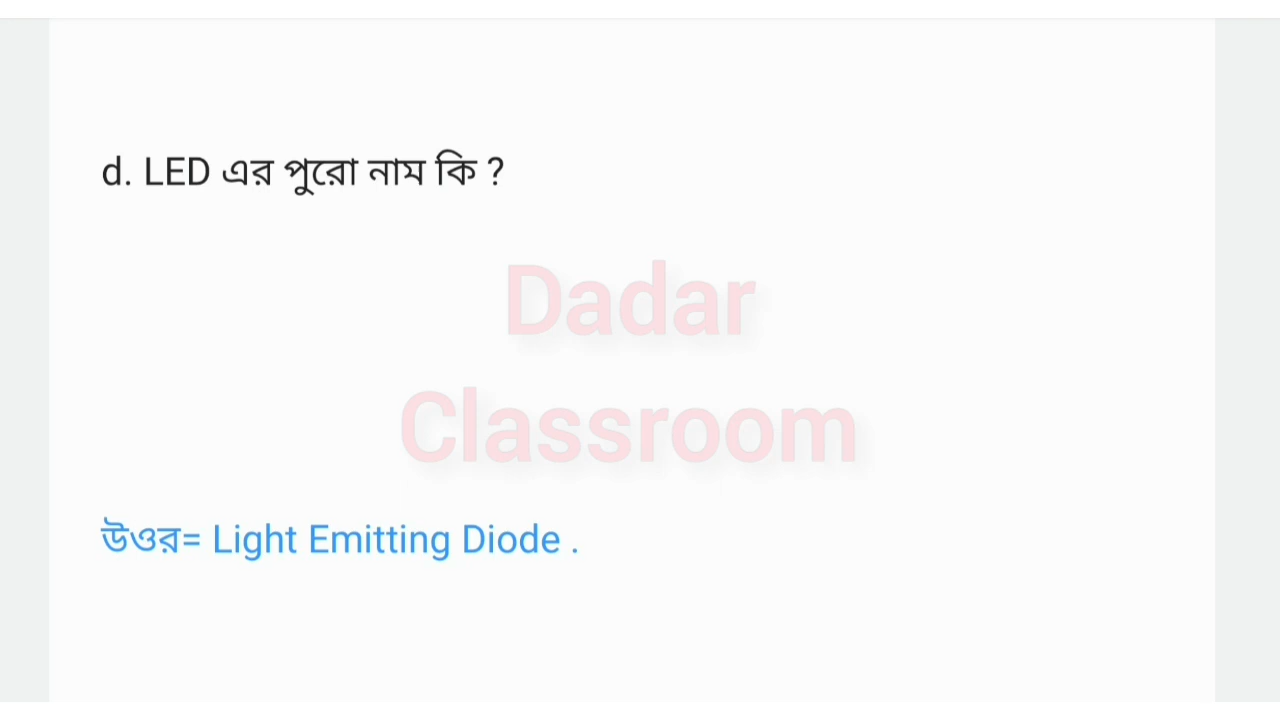 d. LED এর পুরো নাম কি ?
Dadar
Classroom
উওর= Light Emitting Diode .